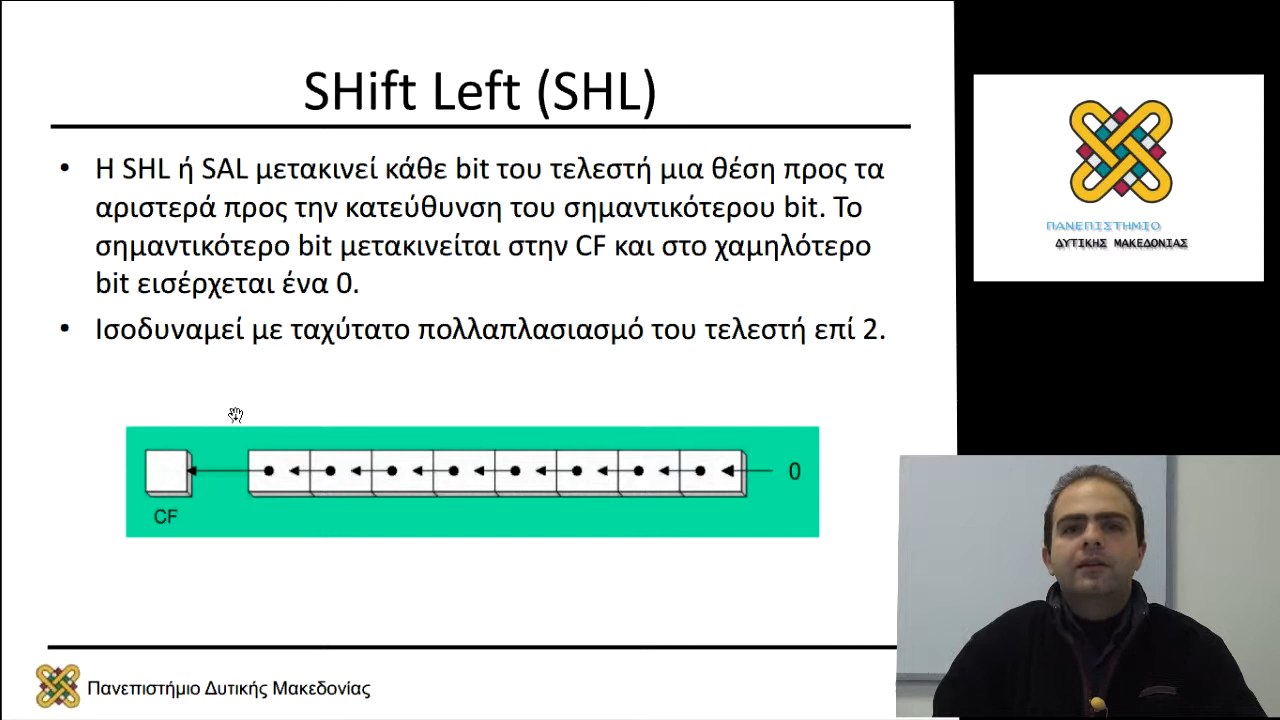 SHift Left (SHL)
• Η SHL ή SAL μετακινεί κάθε bit του τελεστή μια θέση προς τα
αριστερά προς την κατεύθυνση του σημαντικότερου bit. Το
σημαντικότερο bit μετακινείται στην CF και στο χαμηλότερο
bit εισέρχεται ένα 0.
• Ισοδυναμεί με ταχύτατο πολλαπλασιασμό του τελεστή επί 2.
0
CF
Πανεπιστήμιο Δυτικής Μακεδονίας
ΠΑΝΕΠΙΣΤΗΜΙΟ
ΔΥΤΙΚΗΣ ΜΑΚΕΔΟΝΙΑΣ